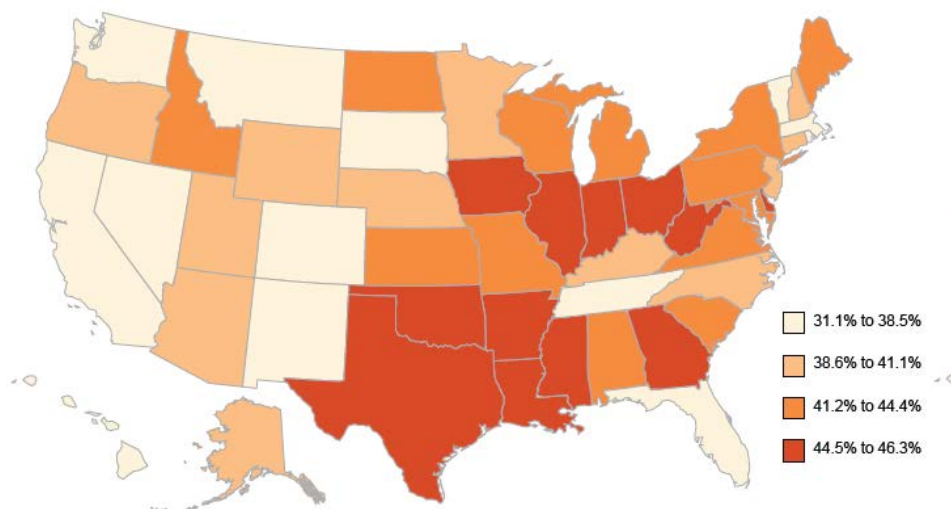 31.1% to 38.5%
38.6% to 41.1%
41.2% to 44.4%
44.5% to 46.3%